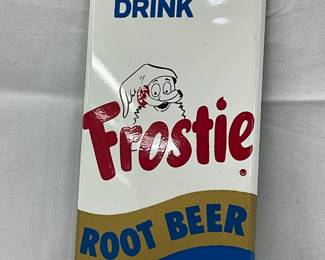 DRINK
Frostie
ROOT BEER